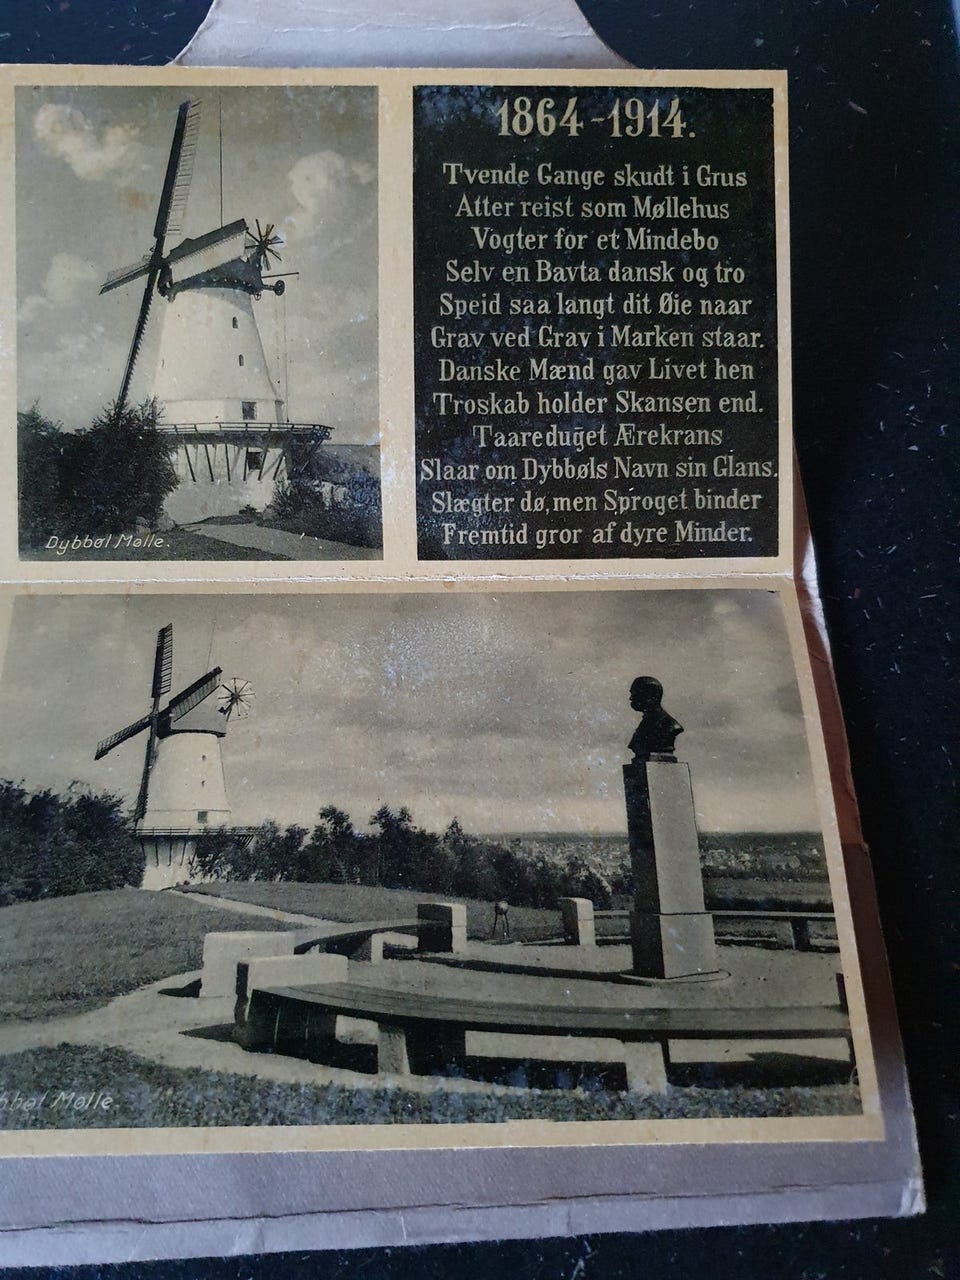 1864-1914.
Tvende Gange skudt i Grus
Atter reist som Møllehus
Vogter for et Mindebo
Selv en Bavta dansk og tro
Speid saa langt dit Øie naar
Grav ved Grav i Marken staar.
Danske Mænd gav Livet hen
Troskab holder Skansen end.
Taareduget Ærekrans
Slaar om Dybbøls Navn sin Glans.
Slægter dø, men Sproget binder
Fremtid gror af dyre Minder.
Dybbøl Mølle.
bbøl Mølle.